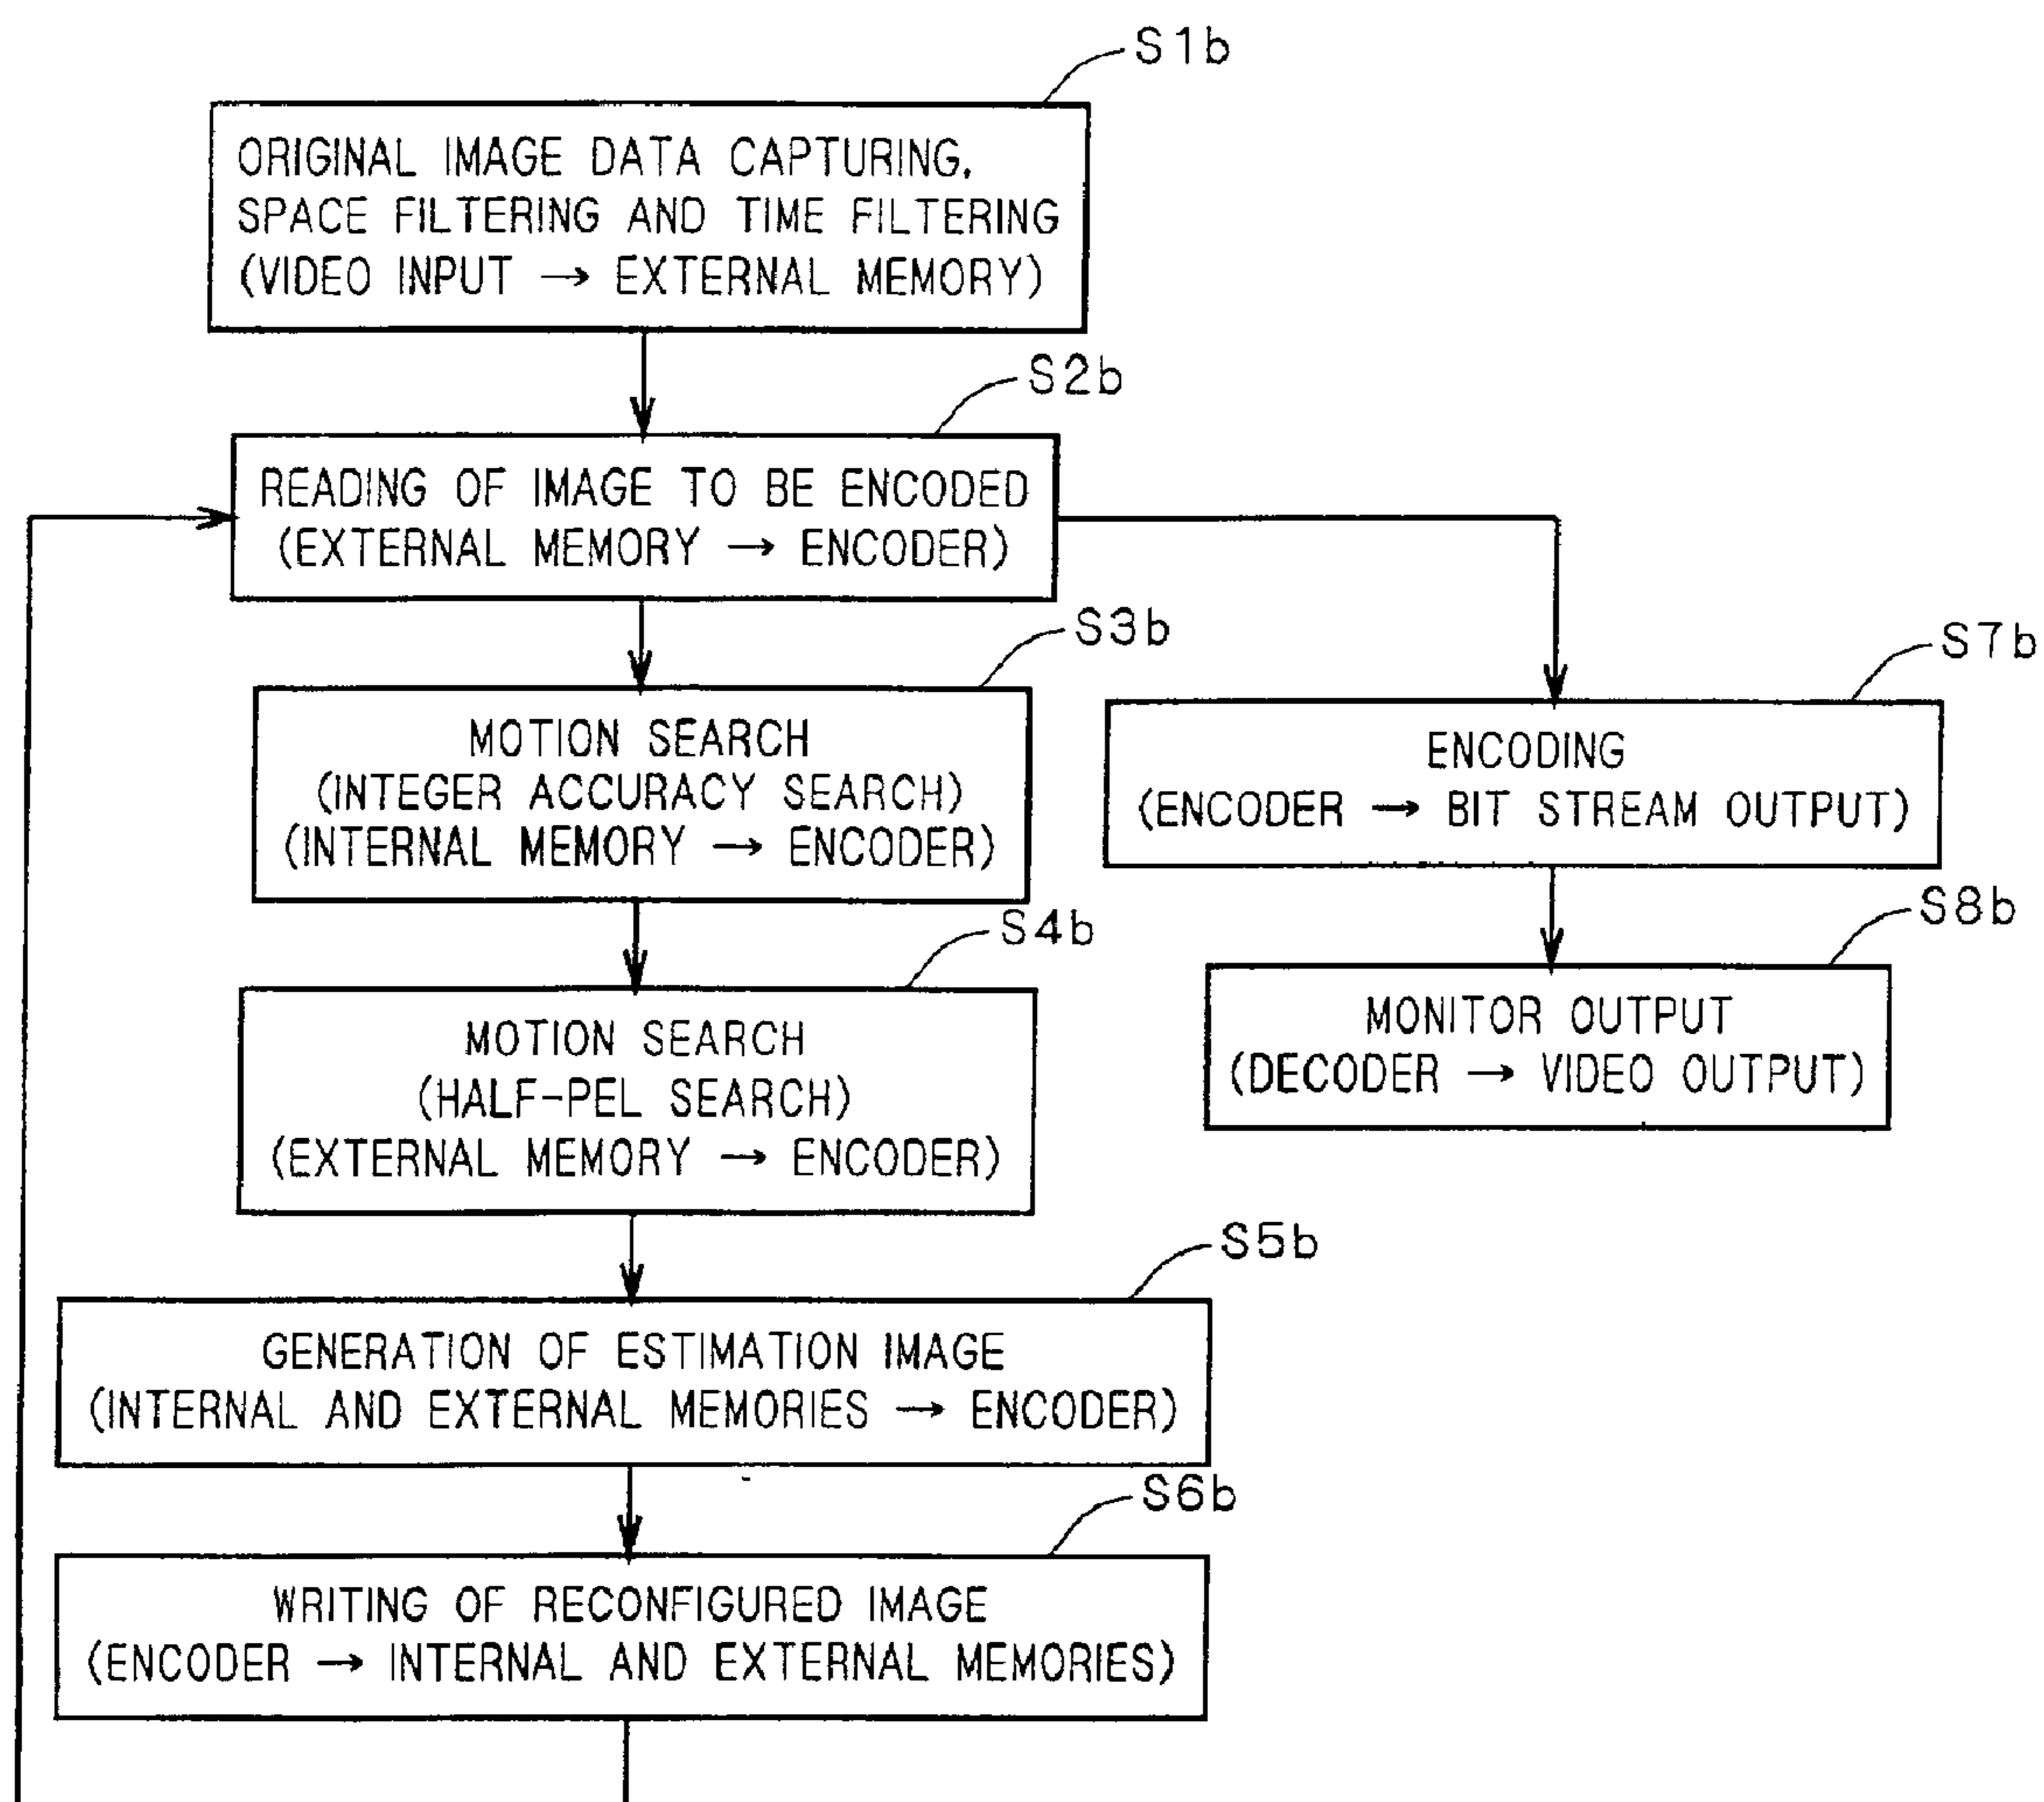 S1b
ORIGINAL IMAGE DATA CAPTURING,
SPACE FILTERING AND TIME FILTERING
(VIDEO INPUT → EXTERNAL MEMORY)
S2b
READING OF IMAGE TO BE ENCODED
(EXTERNAL MEMORY → ENCODER)
S3b
MOTION SEARCH
(INTEGER ACCURACY SEARCH)
(INTERNAL MEMORY → ENCODER)
S4b
MOTION SEARCH
(HALF-PEL SEARCH)
(EXTERNAL MEMORY → ENCODER)
S5b
GENERATION OF ESTIMATION IMAGE
(INTERNAL AND EXTERNAL MEMORIES → ENCODER)
S6b
WRITING OF RECONFIGURED IMAGE
(ENCODER → INTERNAL AND EXTERNAL MEMORIES)
S7b
ENCODING
(ENCODER → BIT STREAM OUTPUT)
S8b
MONITOR OUTPUT
(DECODER → VIDEO OUTPUT)